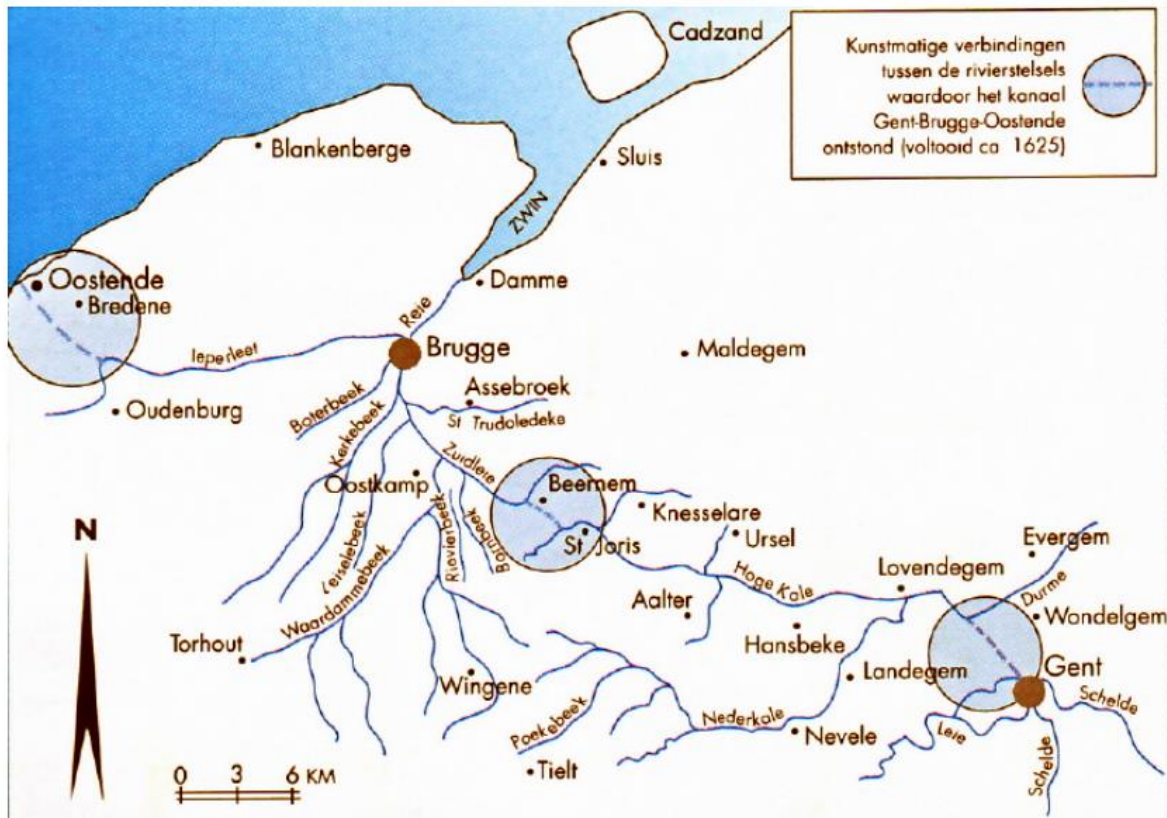 Cadzand
Kunstmatige verbindingen
tussen de rivierstelsels
waardoor het kanaal
Gent-Brugge-Oostende
ontstond (voltooid ca 1625)
Blankenberge
Sluis
ZWIN
Oostende
Bredene
Damme
Reie
Ieperleet
Brugge
Maldegem
Oudenburg
Boterbeek
Assebroek
St Trudoledeke
Kerkebeek
Zuidleie
Oostkamp
Beernem
Knesselare
Rievierbeek
Bornbeek
St Joris
Ursel
Evergem
N
Leiselebeek
Hoge Kale
Lovendegem
Durme
Waardammebeek
Aalter
Hansbeke
Wondelgem
Torhout
Landegem
Gent
Wingene
Schelde
Poekebeek
Nederkale
Nevele
Leie
Schelde
Tielt
0 3 6 KM